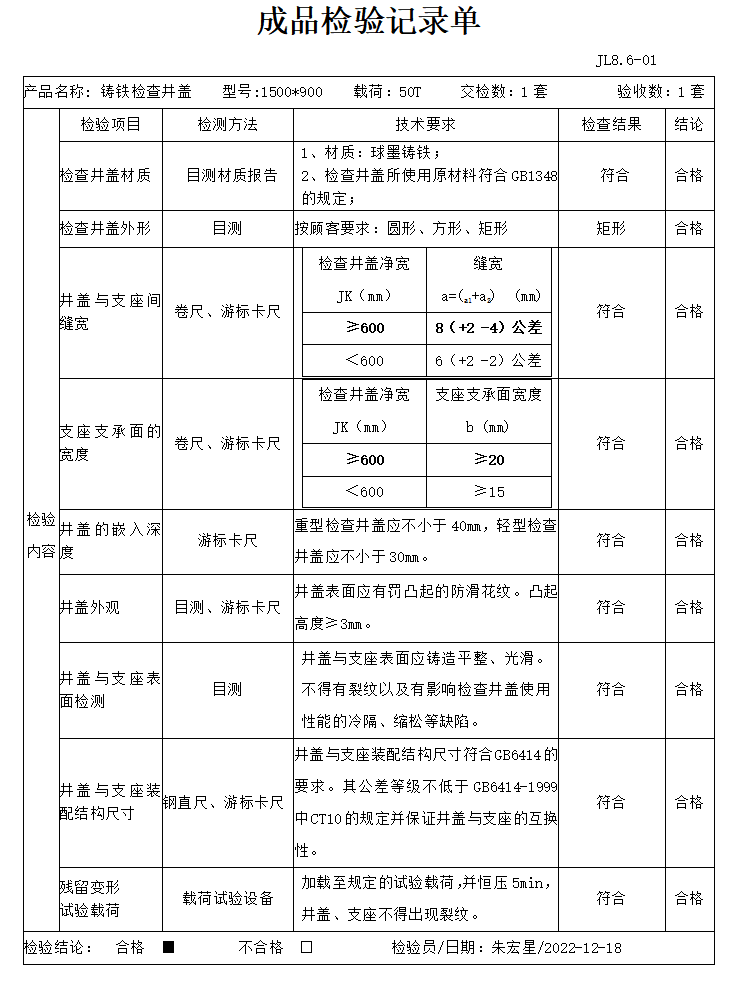 成品检验记录单
JL8.6-01
产品名称: 铸铁检查井盖 型号:1500*900 载荷: 50T 交检数: 1 套 验收数: 1 套
检验项目 检测方法 技术要求 检查结果 结论
检验
内容
检查井盖材质 目测材质报告
1、材质: 球墨铸铁;
2、检查井盖所使用原材料符合 GB1348
的规定;
符合 合格
检查井盖外形 目测 按顾客要求: 圆形、方形、矩形 矩形 合格
井盖与支座间
缝宽
卷尺、游标卡尺
检查井盖净宽 缝宽
JK（mm） a=(a1+a2) (mm)
≥600 8（+2 -4）公差
＜600 6（+2 -2）公差
符合 合格
支座支承面的
宽度
卷尺、游标卡尺
检查井盖净宽 支座支承面宽度
JK（mm） b (mm)
≥600 ≥20
＜600 ≥15
符合 合格
井盖的嵌入深
度
游标卡尺
重型检查井盖应不小于 40mm，轻型检查
井盖应不小于 30mm。
符合 合格
井盖外观 目测、游标卡尺
井盖表面应有罚凸起的防滑花纹。凸起
高度≥3mm。
符合 合格
井盖与支座表
面检测
目测
井盖与支座表面应铸造平整、光滑。
不得有裂纹以及有影响检查井盖使用
性能的冷隔、缩松等缺陷。
符合 合格
井盖与支座装
配结构尺寸
钢直尺、游标卡尺
井盖与支座装配结构尺寸符合GB6414 的
要求。其公差等级不低于 GB6414-1999
中CT10 的规定并保证井盖与支座的互换
性。
符合 合格
残留变形
试验载荷
载荷试验设备
加载至规定的试验载荷,并恒压 5min,
井盖、支座不得出现裂纹。
符合 合格
检验结论： 合格 ■ 不合格 □ 检验员/日期: 朱宏星/2022-12-18